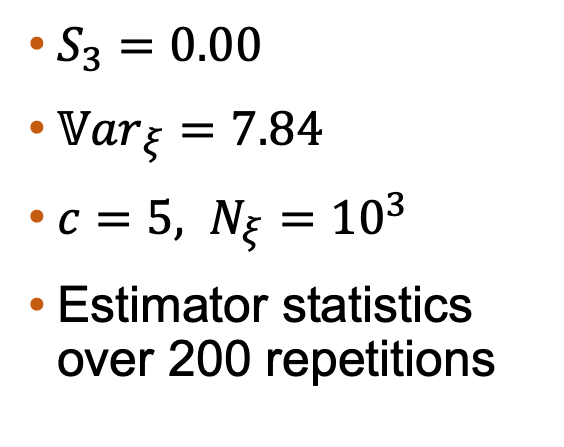 • S₃ = 0.00
• 𝕍ar_ξ = 7.84
• c = 5, N_ξ = 10³
• Estimator statistics
over 200 repetitions